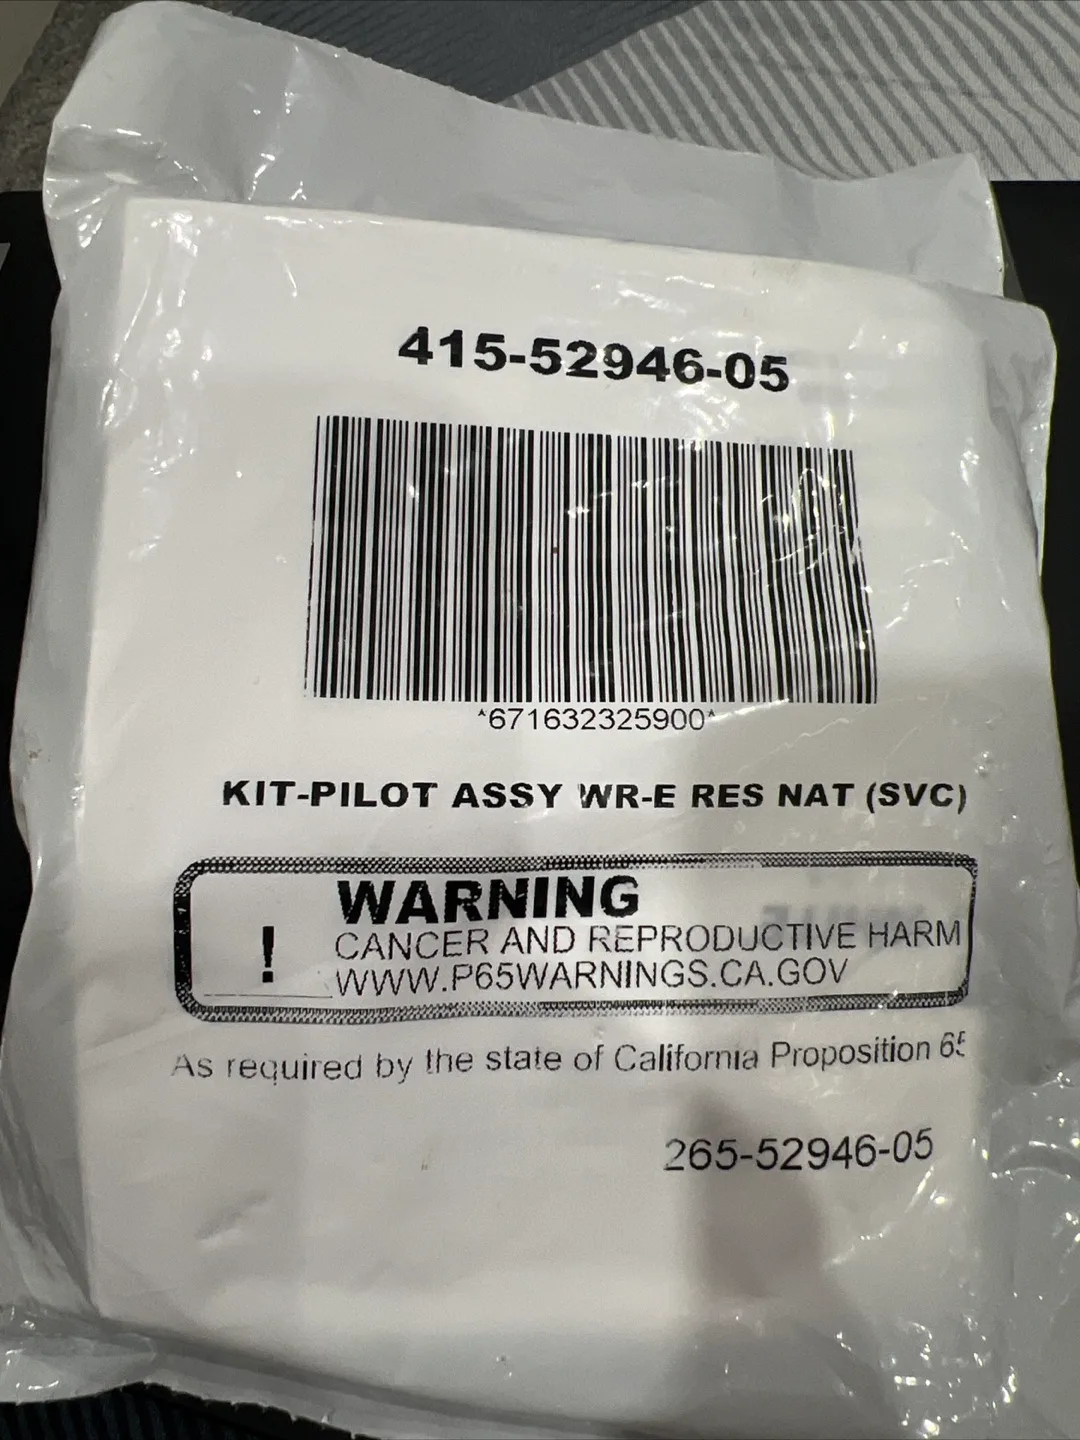 415-52946-05
*671632325900*
KIT-PILOT ASSY WR-E RES NAT (SVC)
WARNING
!
CANCER AND REPRODUCTIVE HARM
WWW.P65WARNINGS.CA.GOV
As required by the state of California Proposition 65
265-52946-05